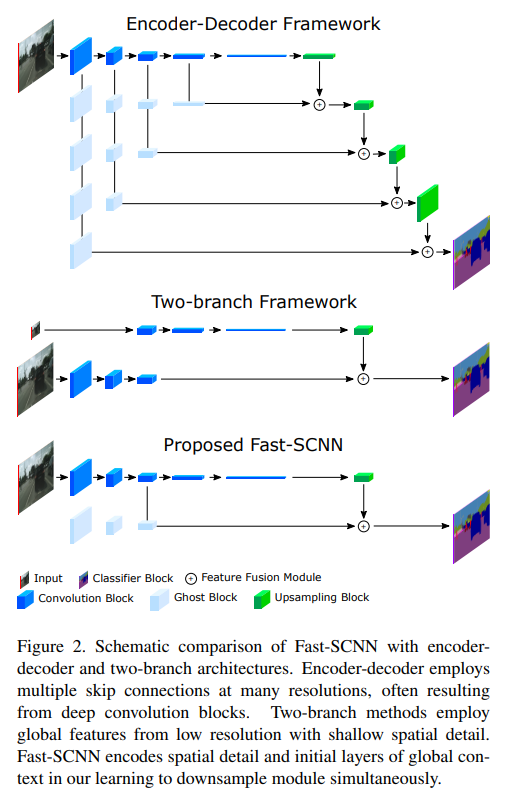 Encoder-Decoder Framework
Two-branch Framework
Proposed Fast-SCNN
Input Classifier Block Feature Fusion Module
Convolution Block Ghost Block Upsampling Block
Figure 2. Schematic comparison of Fast-SCNN with encoder-
decoder and two-branch architectures. Encoder-decoder employs
multiple skip connections at many resolutions, often resulting
from deep convolution blocks. Two-branch methods employ
global features from low resolution with shallow spatial detail.
Fast-SCNN encodes spatial detail and initial layers of global con-
text in our learning to downsample module simultaneously.